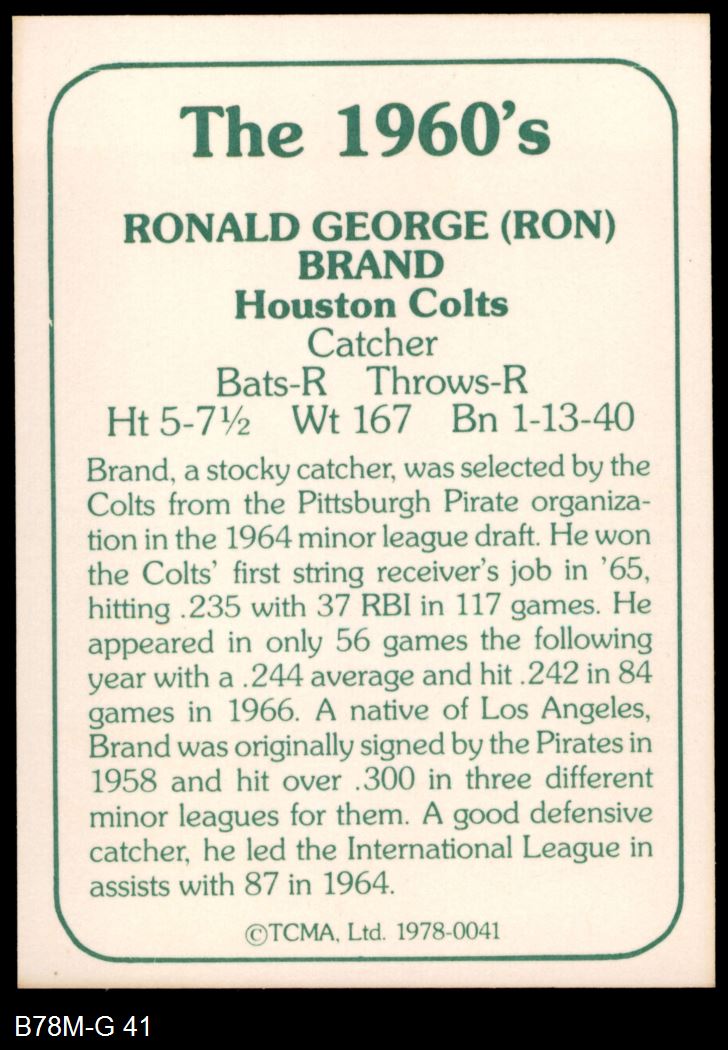 The 1960's
RONALD GEORGE (RON)
BRAND
Houston Colts
Catcher
Bats-R Throws-R
Ht 5-7½ Wt 167 Bn 1-13-40
Brand, a stocky catcher, was selected by the
Colts from the Pittsburgh Pirate organiza-
tion in the 1964 minor league draft. He won
the Colts' first string receiver's job in '65,
hitting .235 with 37 RBI in 117 games. He
appeared in only 56 games the following
year with a .244 average and hit .242 in 84
games in 1966. A native of Los Angeles,
Brand was originally signed by the Pirates in
1958 and hit over .300 in three different
minor leagues for them. A good defensive
catcher, he led the International League in
assists with 87 in 1964.
©TCMA, Ltd. 1978-0041
B78M-G 41